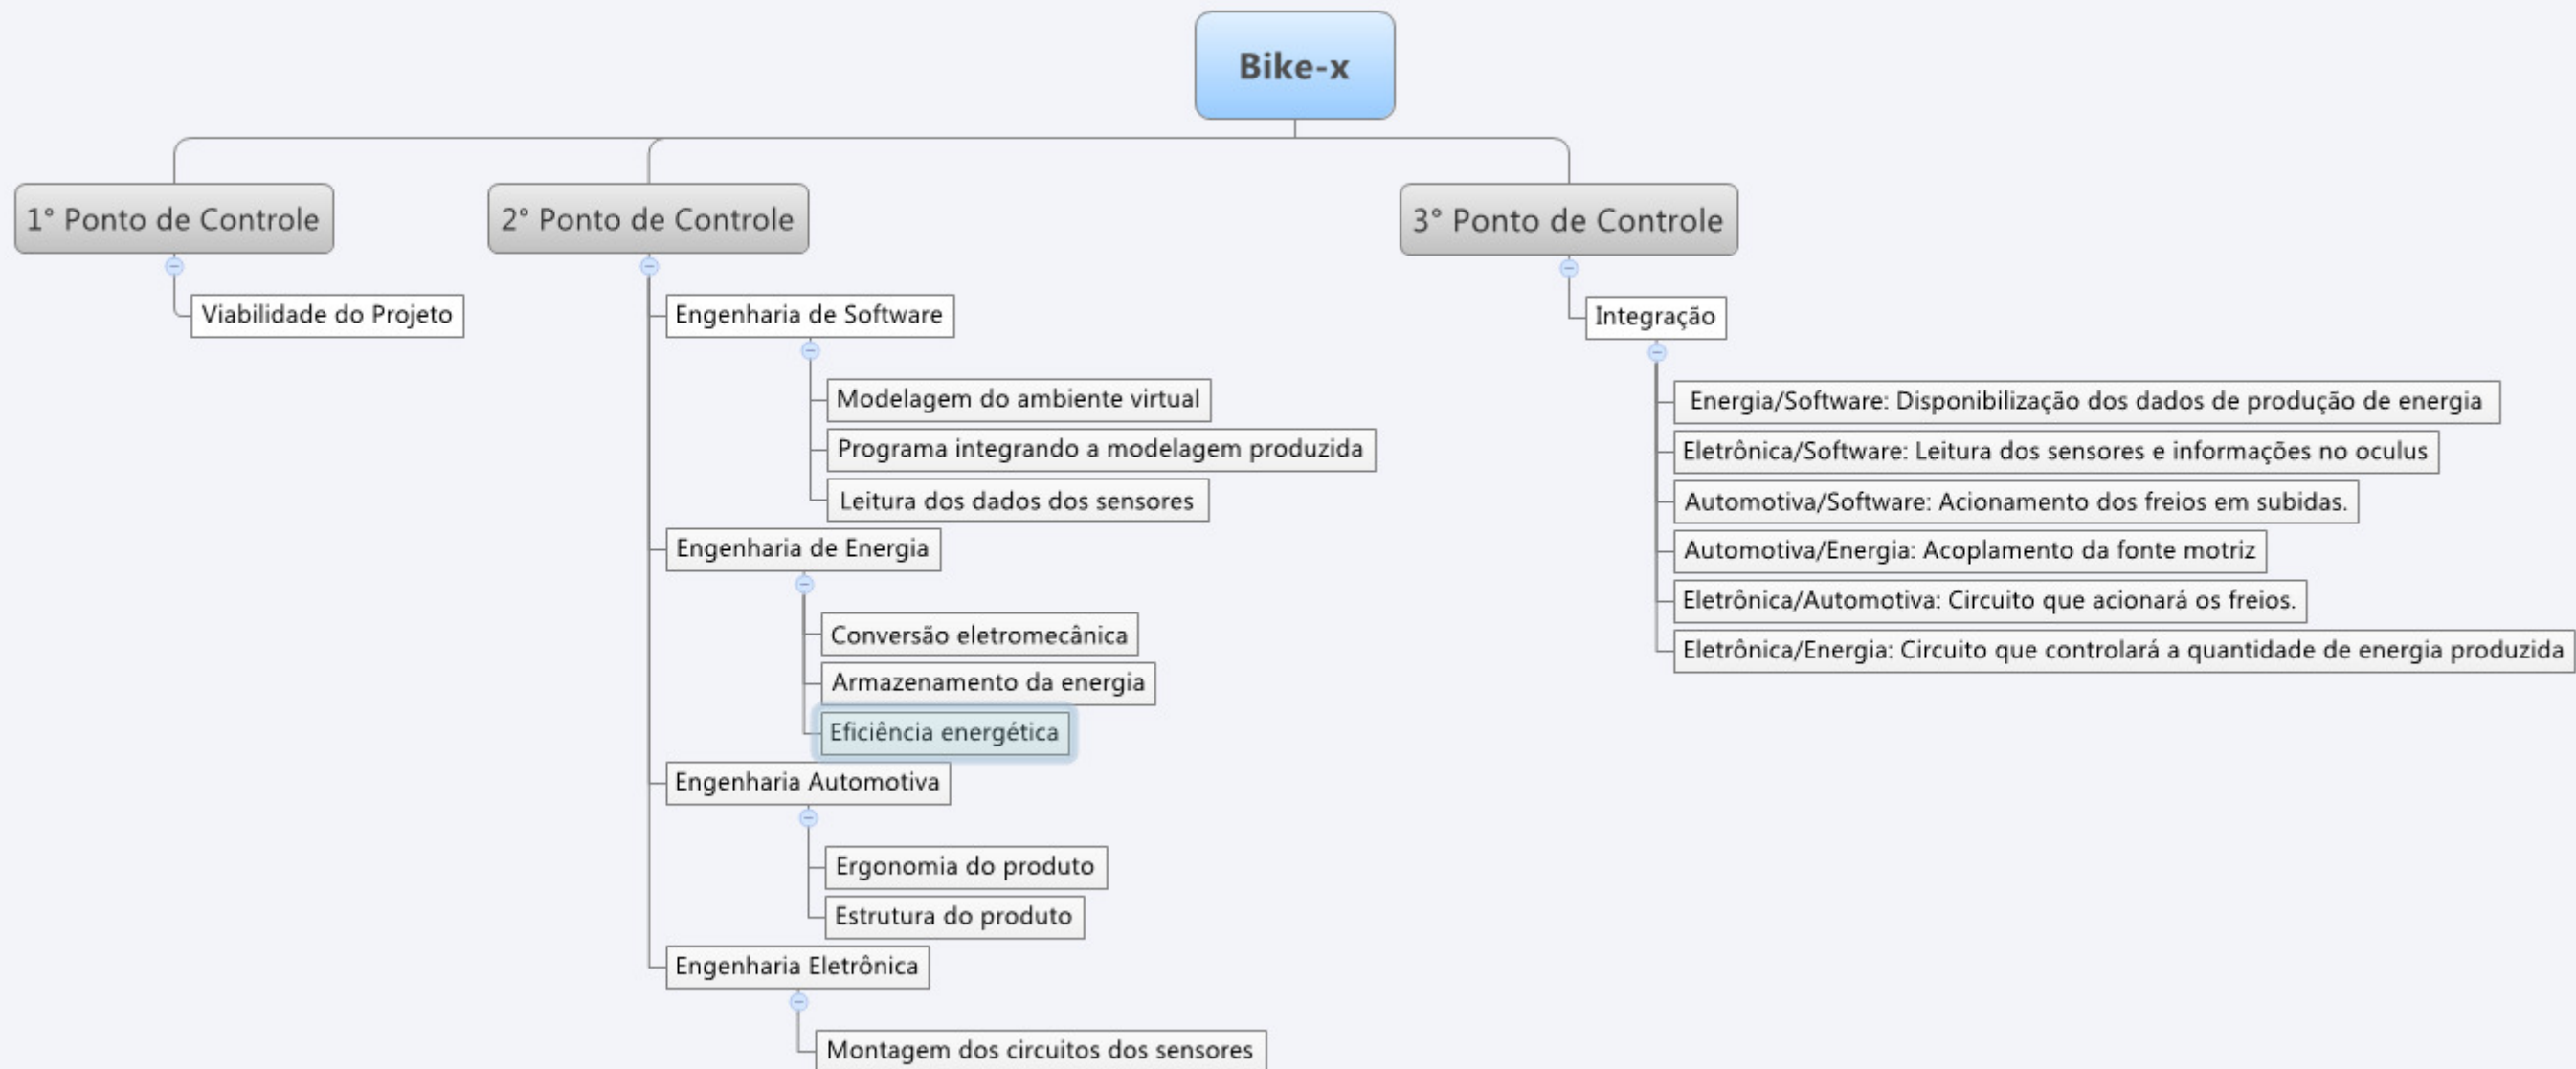 Bike-x
1° Ponto de Controle
Viabilidade do Projeto
2° Ponto de Controle
Engenharia de Software
Modelagem do ambiente virtual
Programa integrando a modelagem produzida
Leitura dos dados dos sensores
Engenharia de Energia
Conversão eletromecânica
Armazenamento da energia
Eficiência energética
Engenharia Automotiva
Ergonomia do produto
Estrutura do produto
Engenharia Eletrônica
Montagem dos circuitos dos sensores
3° Ponto de Controle
Integração
Energia/Software: Disponibilização dos dados de produção de energia
Eletrônica/Software: Leitura dos sensores e informações no oculus
Automotiva/Software: Acionamento dos freios em subidas.
Automotiva/Energia: Acoplamento da fonte motriz
Eletrônica/Automotiva: Circuito que acionará os freios.
Eletrônica/Energia: Circuito que controlará a quantidade de energia produzida